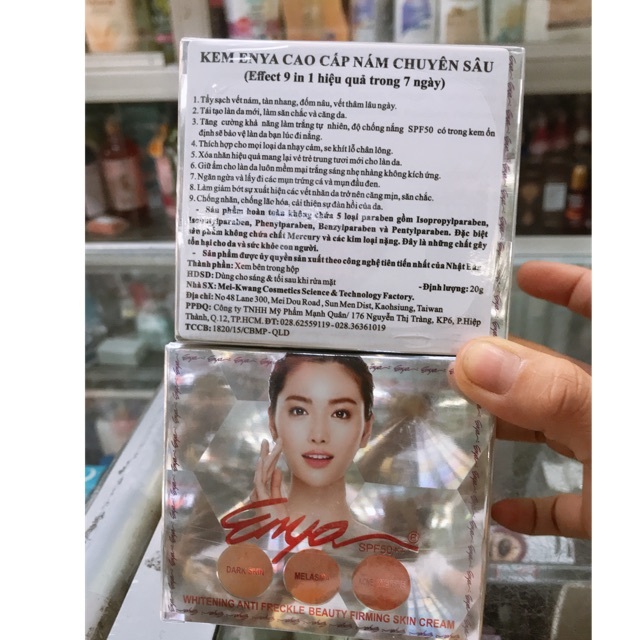 KEM ENYA CAO CẤP NÁM CHUYÊN SÂU
(Effect 9 in 1 hiệu quả trong 7 ngày)
1. Tẩy sạch vết nám, tàn nhang, đồm nâu, vết thâm lâu ngày.
2. Tái tạo làn da mới, làm săn chắc và căng da.
3. Tăng cường khả năng làm trắng tự nhiên, độ chống nắng SPF50 có trong kem ổn
định sẽ bảo vệ làn da bạn lúc đi nắng.
4. Thích hợp cho mọi loại da nhạy cảm, se khít lỗ chân lông.
5. Xóa nhăn hiệu quả mang lại vẻ trẻ trung tươi mới cho làn da.
6. Giữ ẩm cho làn da luôn mềm mại trắng sáng nhẹ nhàng không kích ứng.
7. Ngăn ngừa và lấy đi các mụn trứng cá và mụn đầu đen.
8. Làm giảm bớt sự xuất hiện các vết nhăn da trở nên căng mịn, săn chắc.
9. Chống nhăn, chống lão hóa, cải thiện sự đàn hồi của da.
- Sản phẩm hoàn toàn không chứa 5 loại paraben gồm Isopropylparaben,
Isobutylparaben, Phenylparaben, Benzylparaben và Pentylparaben. Đặc biệt
sản phẩm không chứa chất Mercury và các kim loại nặng. Đây là những chất gây
tổn hại cho da và sức khỏe con người.
- Sản phẩm được ủy quyền sản xuất theo công nghệ tiên tiến nhất của Nhật Bản.
Thành phần: Xem bên trong hộp
HDSD: Dùng cho sáng & tối sau khi rửa mặt - Định lượng: 20g
Nhà SX: Mei-Kwang Cosmetics Science & Technology Factory.
Địa chỉ: No 48 Lane 300, Mei Dou Road, Sun Men Dist, Kaohsiung, Taiwan
PPĐQ: Công ty TNHH Mỹ Phẩm Mạnh Quân/ 176 Nguyễn Thị Tràng, KP6, P.Hiệp
Thành, Q.12, TP.HCM. ĐT: 028.62559119 - 028.36361019
TCCB: 1820/15/CBMP-QLD
Enya ®
SPF50
DARK SKIN MELASMA
WHITENING ANTI FRECKLE BEAUTY FIRMING SKIN CREAM